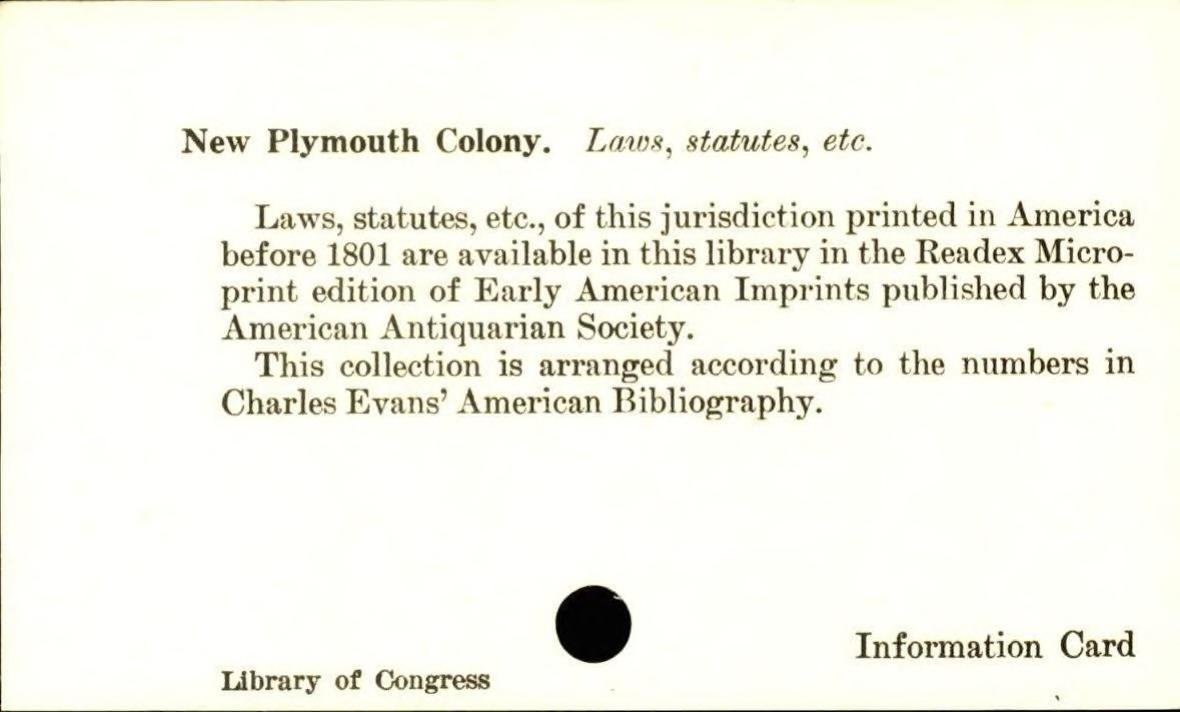 New Plymouth Colony. Laws, statutes, etc.
Laws, statutes, etc., of this jurisdiction printed in America
before 1801 are available in this library in the Readex Micro-
print edition of Early American Imprints published by the
American Antiquarian Society.
This collection is arranged according to the numbers in
Charles Evans' American Bibliography.
Information Card
Library of Congress